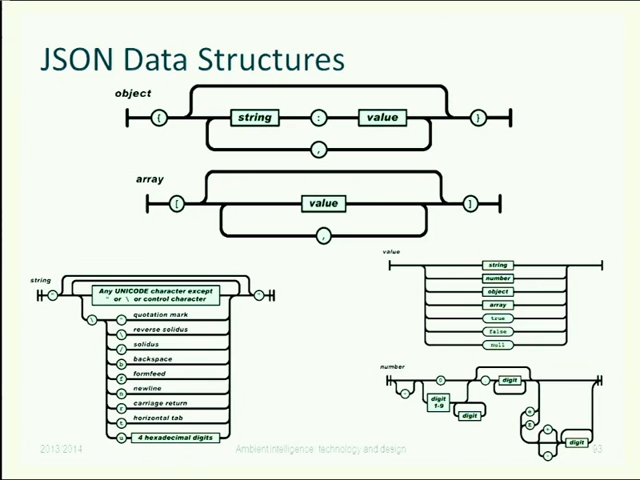 JSON Data Structures
object
{ string : value }
,
array
[ value ]
,
string
" Any UNICODE character except
" or \ or control character "
\ " quotation mark
\ reverse solidus
/ solidus
b backspace
f formfeed
n newline
r carriage return
t horizontal tab
u 4 hexadecimal digits
value
string
number
object
array
true
false
null
number
- 0 . digit
digit
1-9
digit
e
E
+
-
digit
2013/2014 Ambient intelligence: technology and design 93